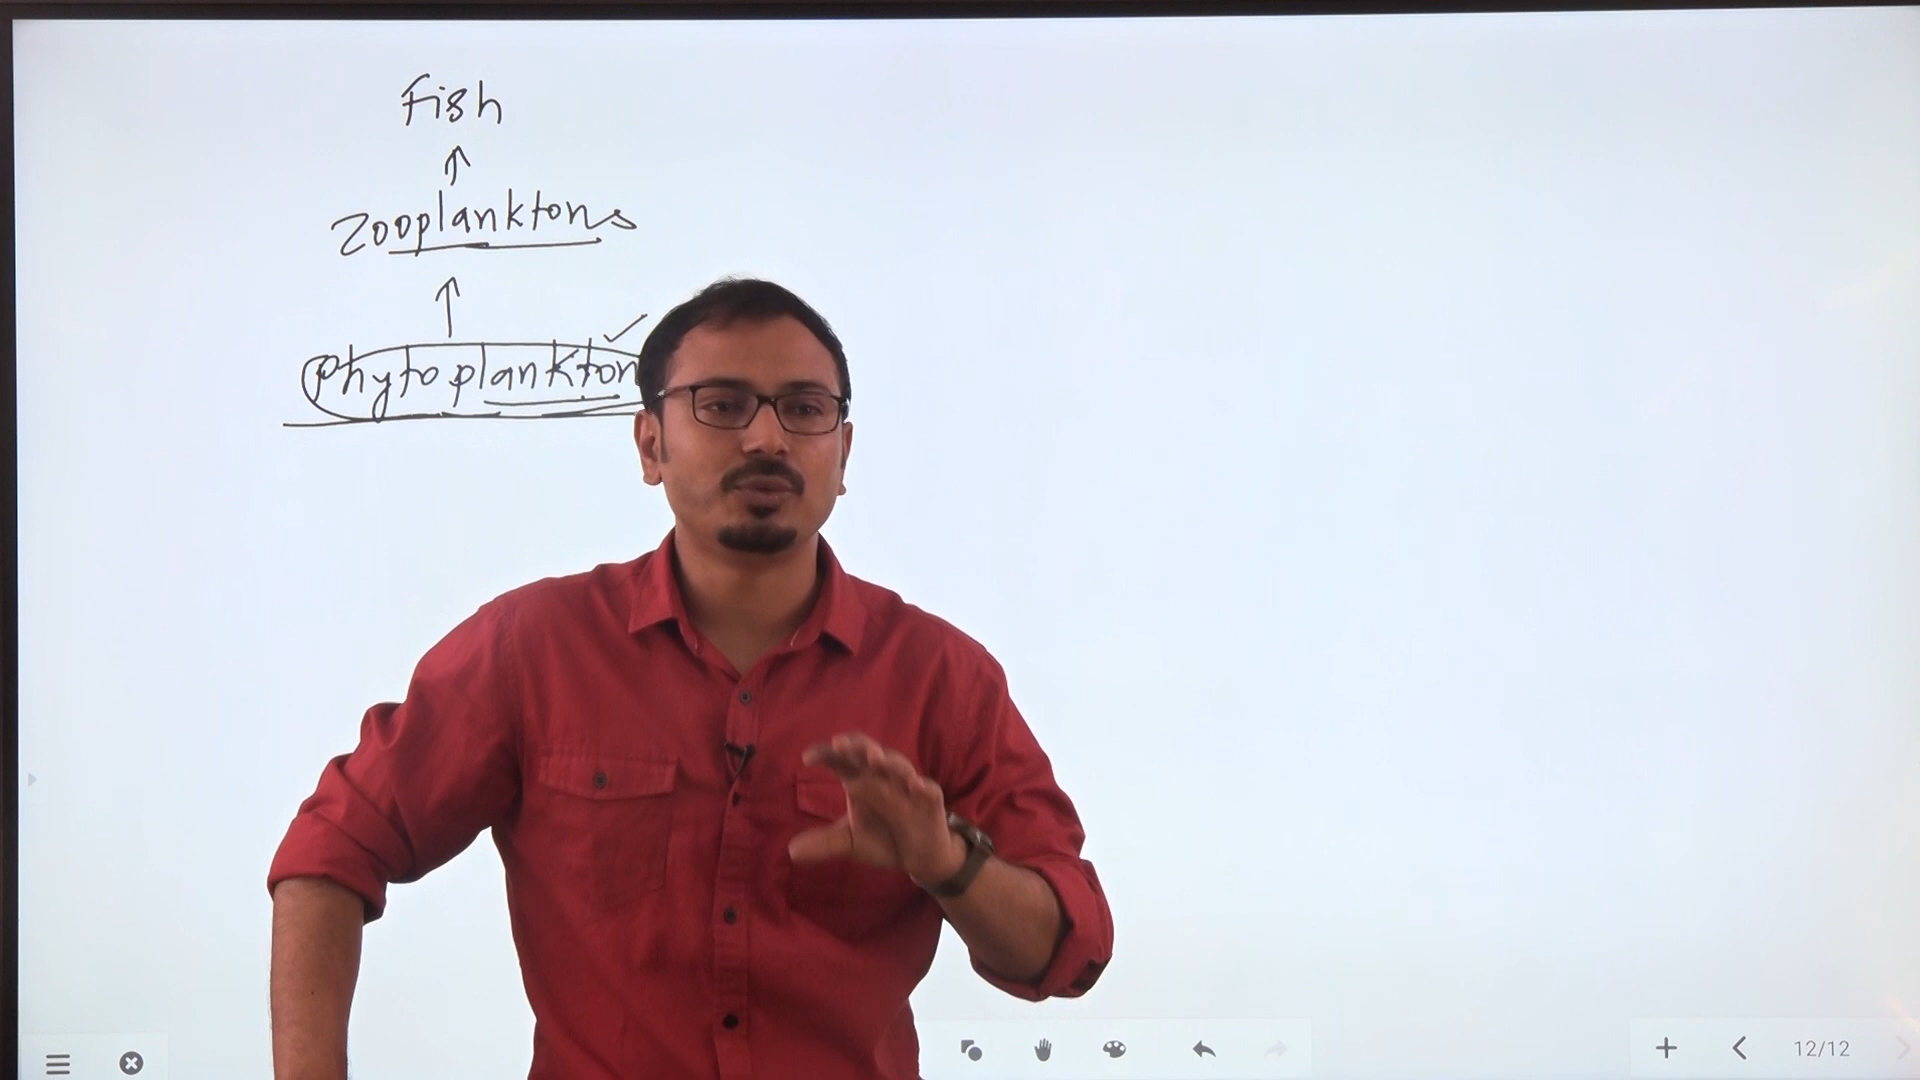 Fish
↑
Zooplanktons
↑
Phytoplankton
12/12